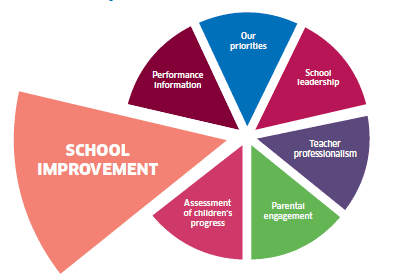 Our
priorities
School
leadership
Teacher
professionalism
Parental
engagement
Assessment
of children's
progress
SCHOOL
IMPROVEMENT
Performance
information